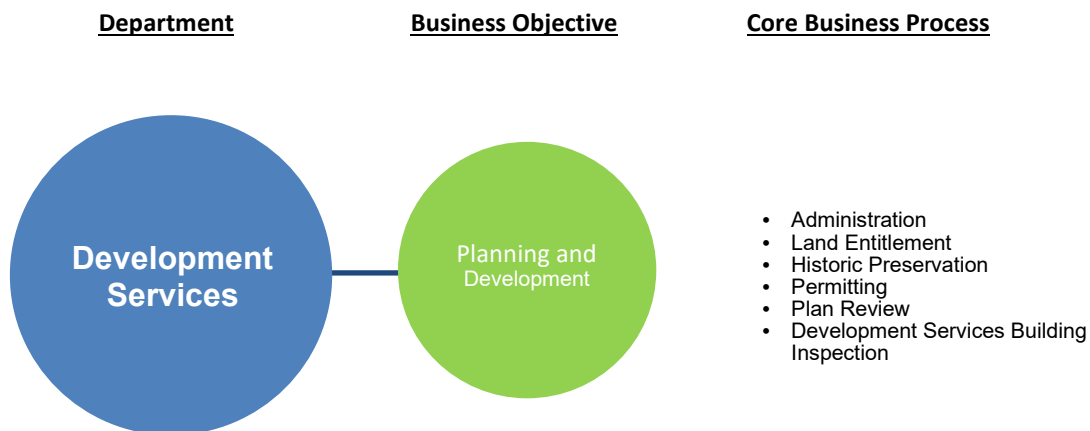 Department Business Objective Core Business Process
Development
Services
Planning and
Development
• Administration
• Land Entitlement
• Historic Preservation
• Permitting
• Plan Review
• Development Services Building
Inspection